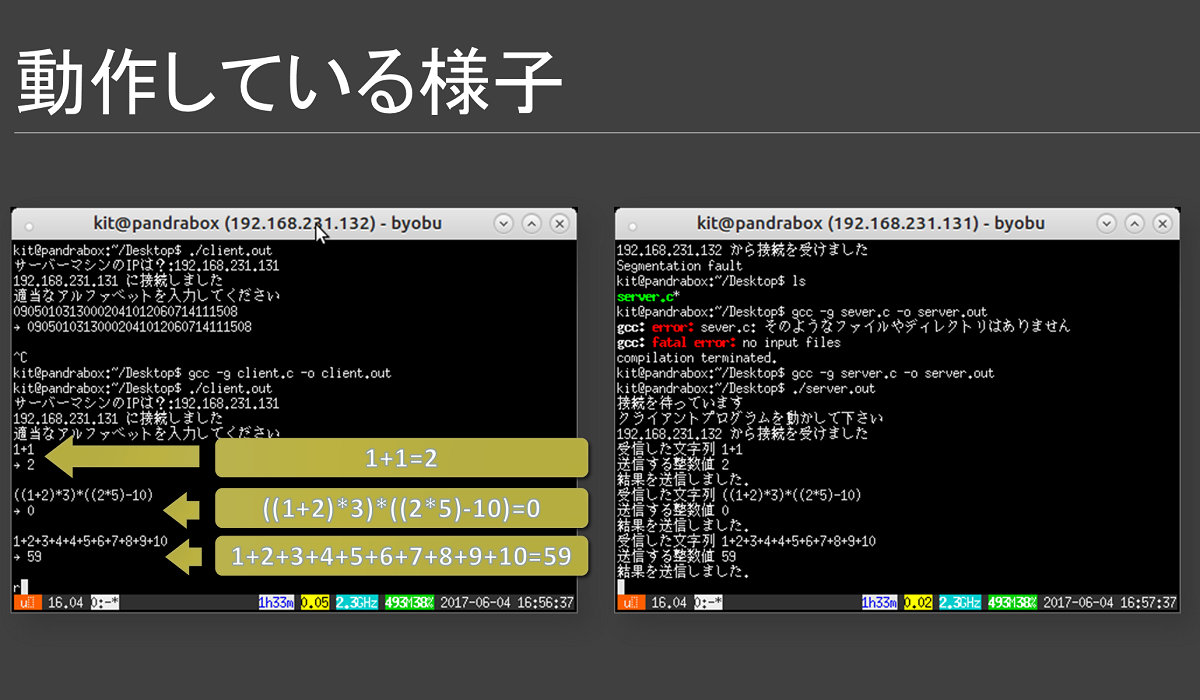 動作している様子
kit@pandrabox (192.168.231.132) - byobu
kit@pandrabox:~/Desktop$ ./client.out
サーバーマシンのIPは？:192.168.231.131
192.168.231.131 に接続しました
適当なアルファベットを入力してください
09050103130002041012060714111508
→ 09050103130002041012060714111508
^C
kit@pandrabox:~/Desktop$ gcc -g client.c -o client.out
kit@pandrabox:~/Desktop$ ./client.out
サーバーマシンのIPは？:192.168.231.131
192.168.231.131 に接続しました
適当なアルファベットを入力してください
1+1
→ 2
((1+2)*3)*((2*5)-10)
→ 0
1+2+3+4+4+5+6+7+8+9+10
→ 59
r
16.04 0:-* 1h33m 0.05 2.3GHz 493M38% 2017-06-04 16:56:37
1+1=2
((1+2)*3)*((2*5)-10)=0
1+2+3+4+4+5+6+7+8+9+10=59
kit@pandrabox (192.168.231.131) - byobu
192.168.231.132 から接続を受けました
Segmentation fault
kit@pandrabox:~/Desktop$ ls
server.c*
kit@pandrabox:~/Desktop$ gcc -g sever.c -o server.out
gcc: error: sever.c: そのようなファイルやディレクトリはありません
gcc: fatal error: no input files
compilation terminated.
kit@pandrabox:~/Desktop$ gcc -g server.c -o server.out
kit@pandrabox:~/Desktop$ ./server.out
接続を待っています
クライアントプログラムを動かして下さい
192.168.231.132 から接続を受けました
受信した文字列 1+1
送信する整数値 2
結果を送信しました.
受信した文字列 ((1+2)*3)*((2*5)-10)
送信する整数値 0
結果を送信しました.
受信した文字列 1+2+3+4+4+5+6+7+8+9+10
送信する整数値 59
結果を送信しました.
16.04 0:-* 1h33m 0.02 2.3GHz 493M38% 2017-06-04 16:57:37